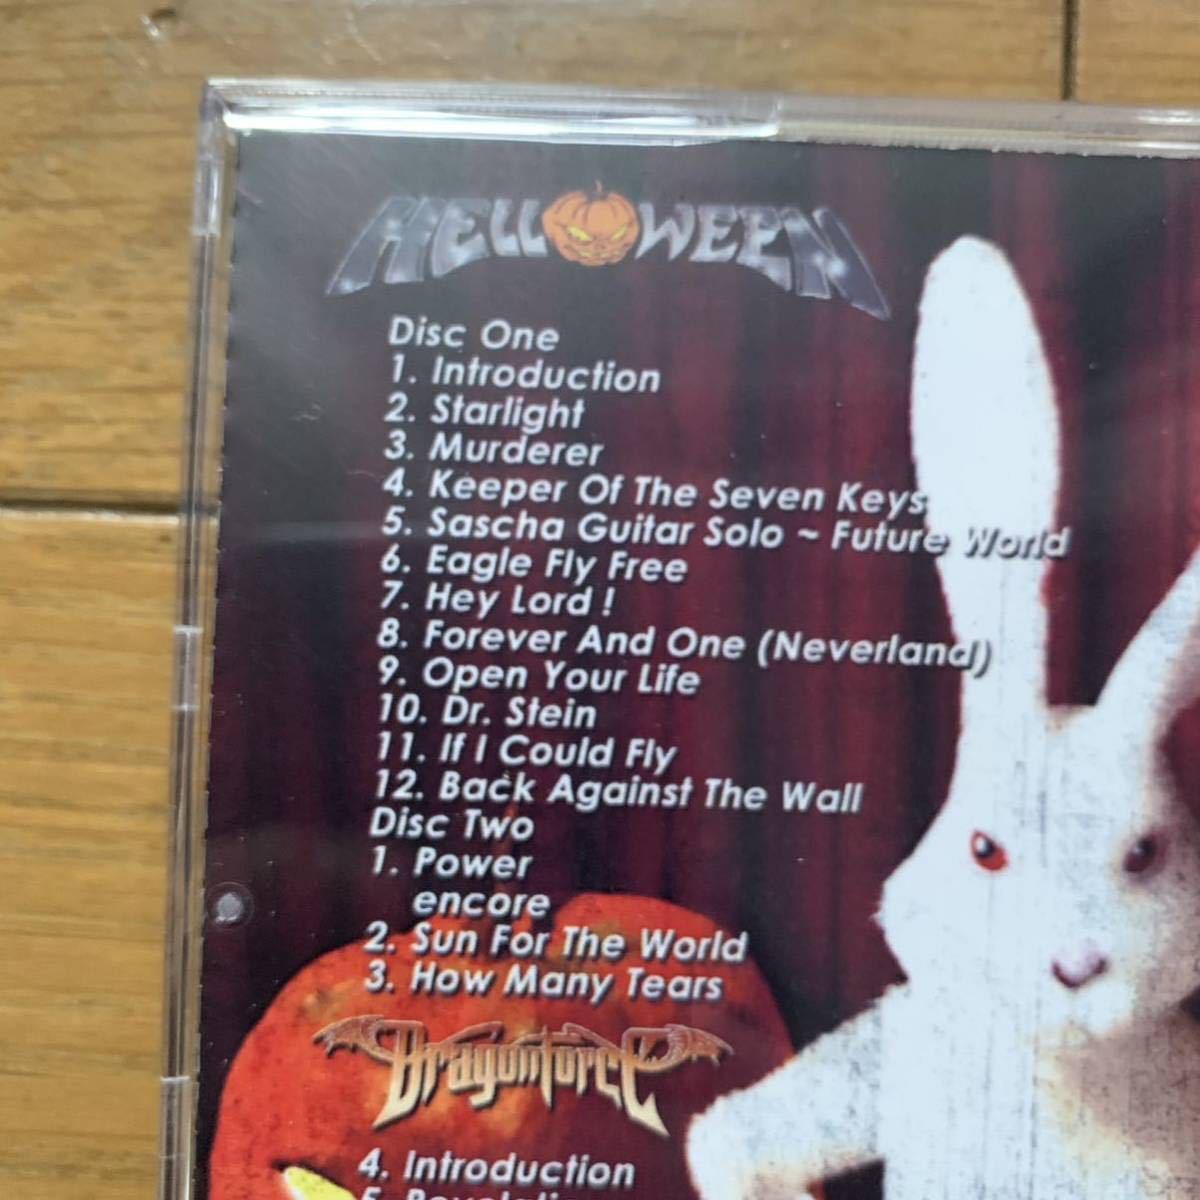 HELLOWEEN
Disc One
1. Introduction
2. Starlight
3. Murderer
4. Keeper Of The Seven Keys
5. Sascha Guitar Solo ~ Future World
6. Eagle Fly Free
7. Hey Lord !
8. Forever And One (Neverland)
9. Open Your Life
10. Dr. Stein
11. If I Could Fly
12. Back Against The Wall
Disc Two
1. Power
encore
2. Sun For The World
3. How Many Tears
DragonForce
4. Introduction
5.